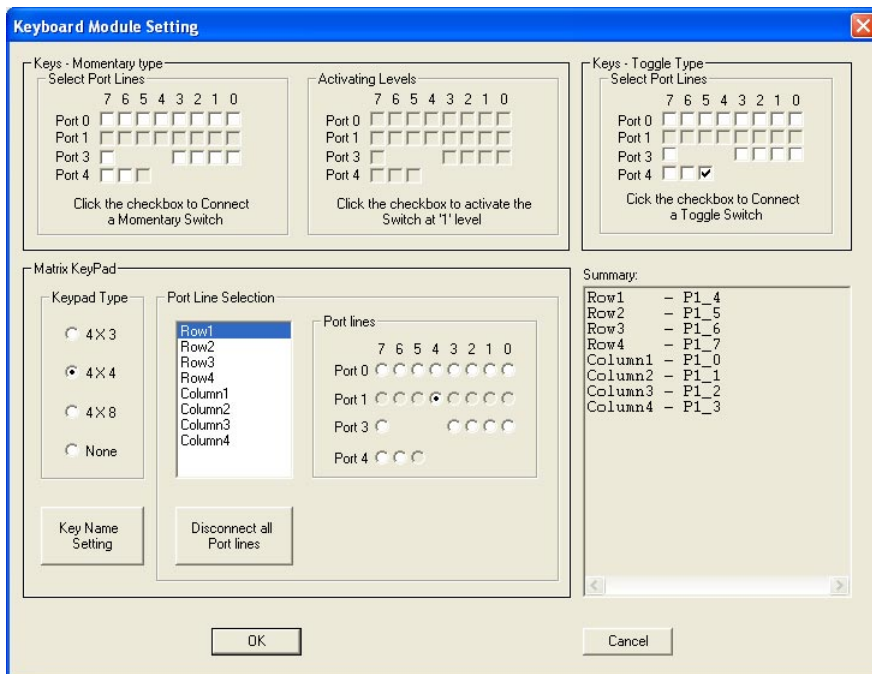 Keyboard Module Setting
Keys - Momentary type
Select Port Lines
7 6 5 4 3 2 1 0
Port 0
Port 1
Port 3
Port 4
Click the checkbox to Connect
a Momentary Switch
Activating Levels
7 6 5 4 3 2 1 0
Port 0
Port 1
Port 3
Port 4
Click the checkbox to activate the
Switch at '1' level
Keys - Toggle Type
Select Port Lines
7 6 5 4 3 2 1 0
Port 0
Port 1
Port 3
Port 4
Cick the checkbox to Connect
a Toggle Switch
Matrix KeyPad
Keypad Type
4 X 3
4 X 4
4 X 8
None
Key Name
Setting
Port Line Selection
Row1
Row2
Row3
Row4
Column1
Column2
Column3
Column4
Disconnect all
Port lines
Port lines
7 6 5 4 3 2 1 0
Port 0
Port 1
Port 3
Port 4
Summary:
Row1 - P1_4
Row2 - P1_5
Row3 - P1_6
Row4 - P1_7
Column1 - P1_0
Column2 - P1_1
Column3 - P1_2
Column4 - P1_3
OK
Cancel